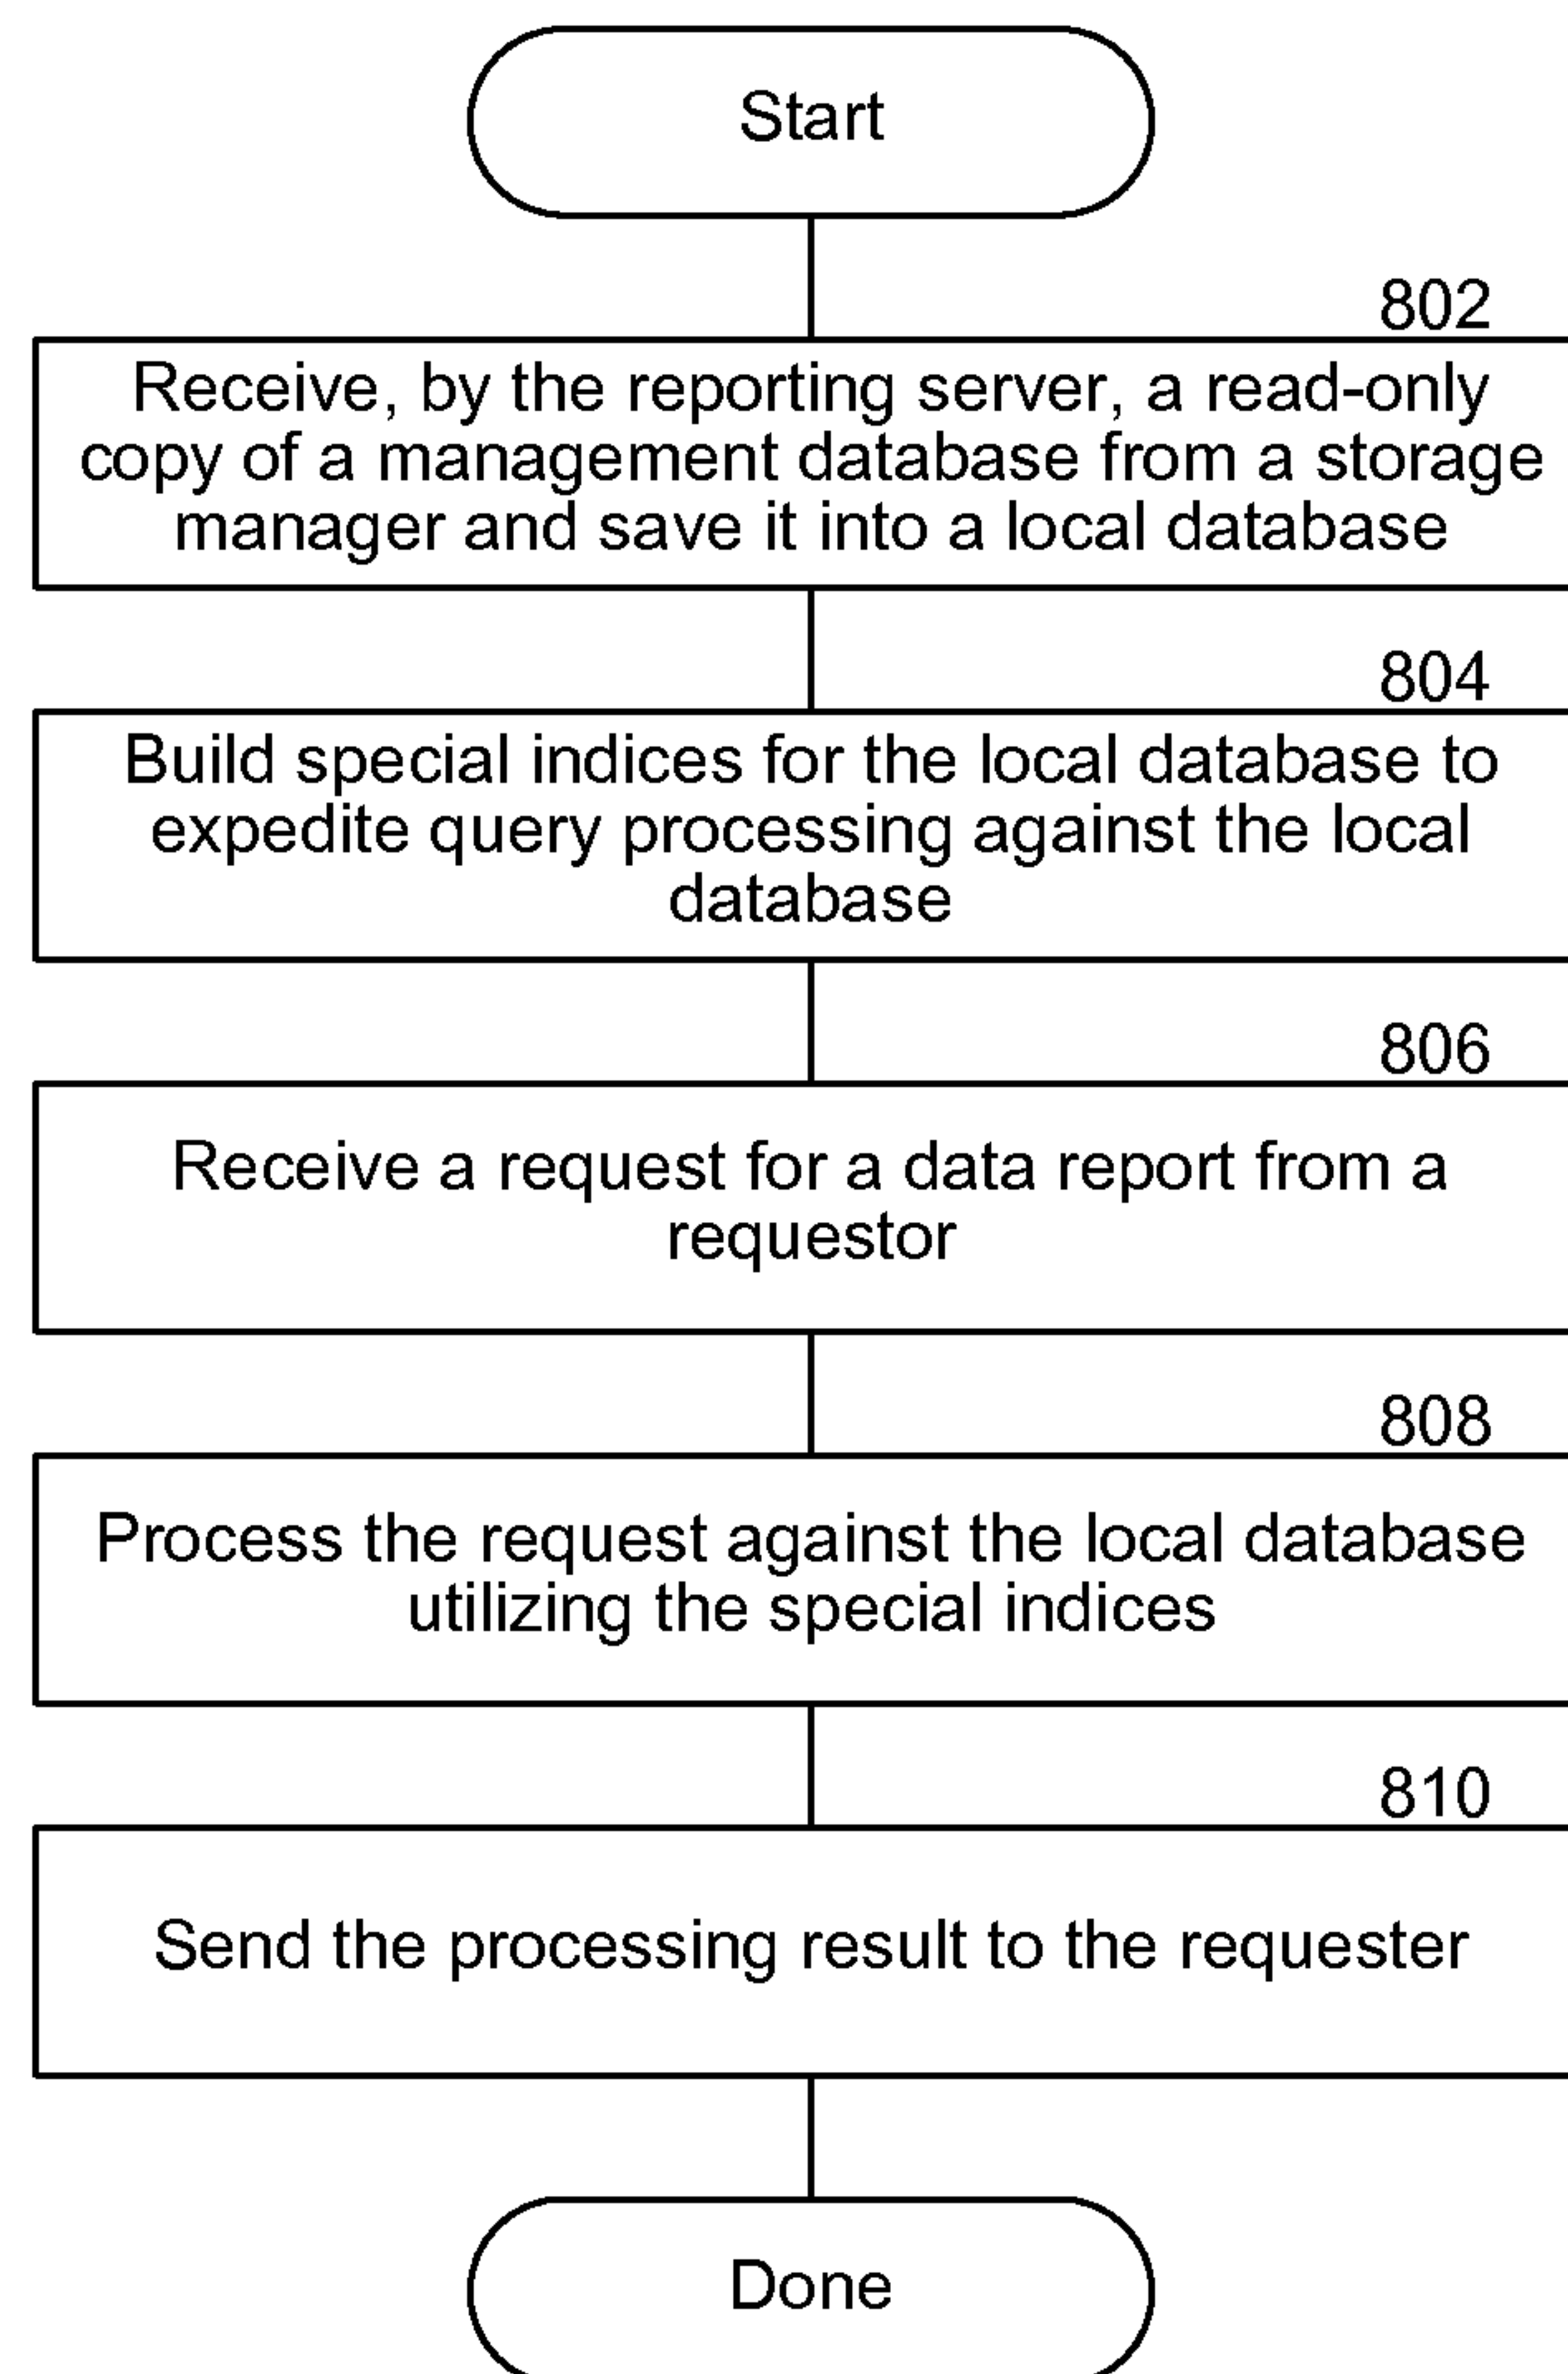 Start
802
Receive, by the reporting server, a read-only
copy of a management database from a storage
manager and save it into a local database
804
Build special indices for the local database to
expedite query processing against the local
database
806
Receive a request for a data report from a
requestor
808
Process the request against the local database
utilizing the special indices
810
Send the processing result to the requester
Done